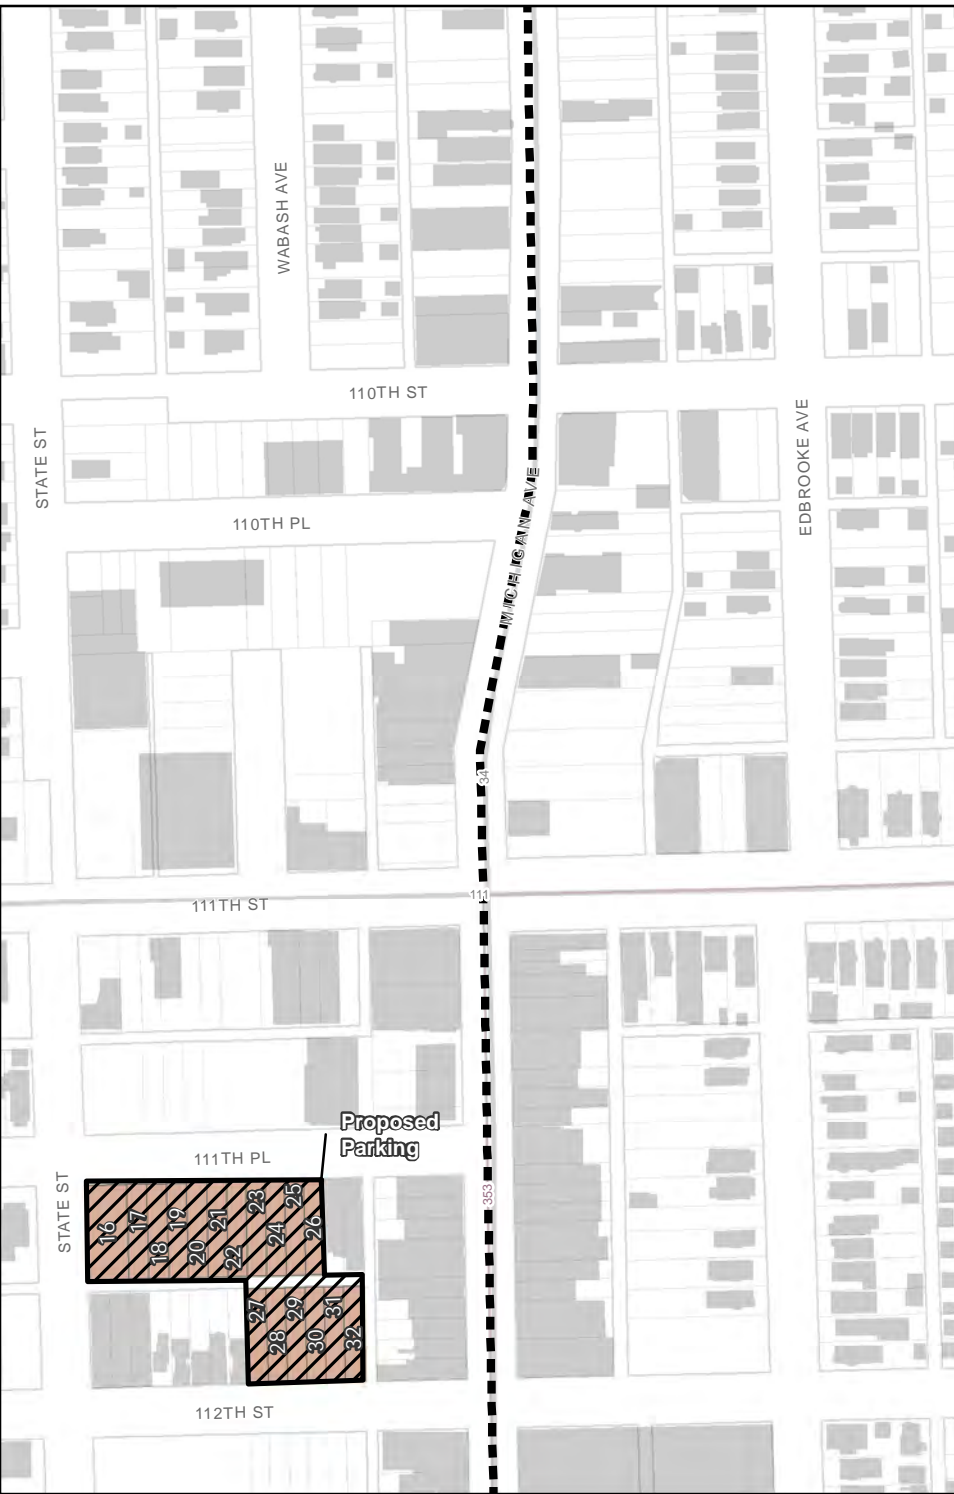 WABASH AVE
110TH ST
STATE ST
EDBROOKE AVE
110TH PL
MICHIGAN AVE
34
111TH ST
111
Proposed
Parking
111TH PL
STATE ST
353
16
17
18
19
20
21
22
23
24
25
26
27
28
29
30
31
32
112TH ST